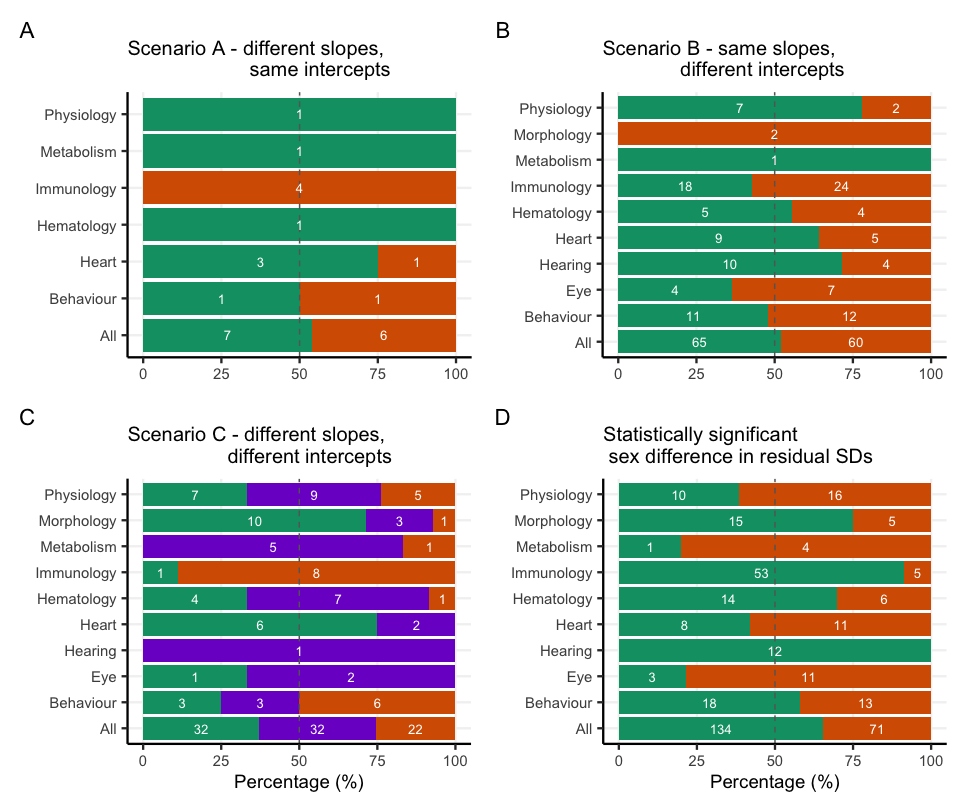 A
Scenario A - different slopes,
same intercepts
Physiology 1
Metabolism 1
Immunology 4
Hematology 1
Heart 3 1
Behaviour 1 1
All 7 6
0 25 50 75 100
B
Scenario B - same slopes,
different intercepts
Physiology 7 2
Morphology 2
Metabolism 1
Immunology 18 24
Hematology 5 4
Heart 9 5
Hearing 10 4
Eye 4 7
Behaviour 11 12
All 65 60
0 25 50 75 100
C
Scenario C - different slopes,
different intercepts
Physiology 7 9 5
Morphology 10 3 1
Metabolism 5 1
Immunology 1 8
Hematology 4 7 1
Heart 6 2
Hearing 1
Eye 1 2
Behaviour 3 3 6
All 32 32 22
0 25 50 75 100
Percentage (%)
D
Statistically significant
sex difference in residual SDs
Physiology 10 16
Morphology 15 5
Metabolism 1 4
Immunology 53 5
Hematology 14 6
Heart 8 11
Hearing 12
Eye 3 11
Behaviour 18 13
All 134 71
0 25 50 75 100
Percentage (%)